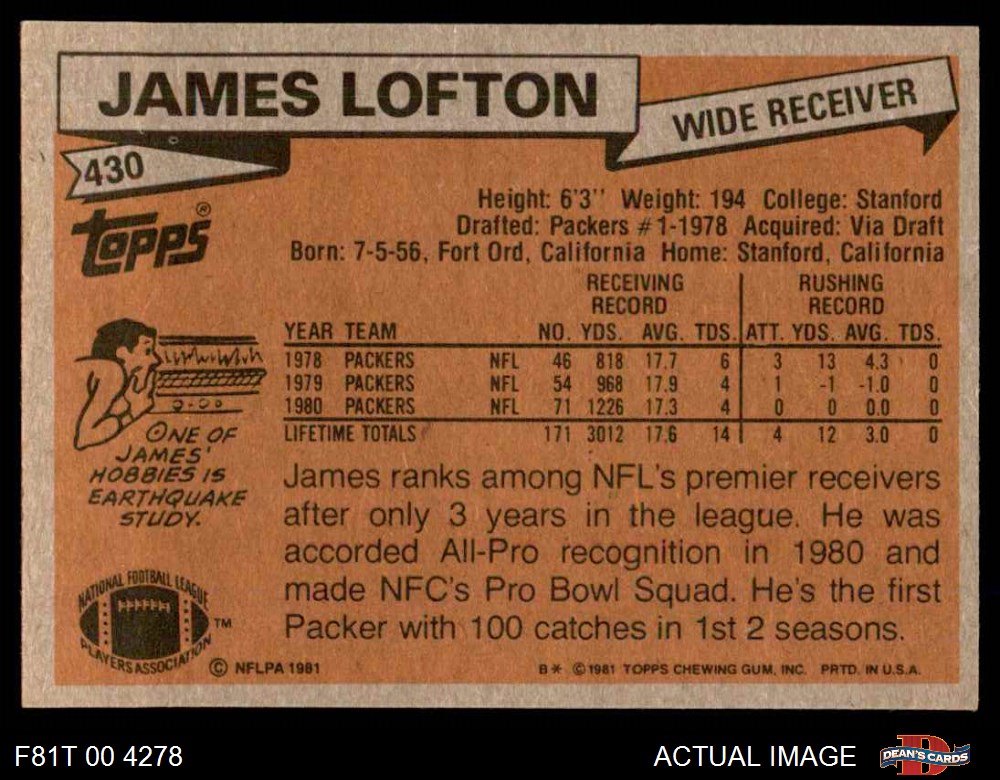 JAMES LOFTON
WIDE RECEIVER
430
Topps®
Height: 6'3'' Weight: 194 College: Stanford
Drafted: Packers #1-1978 Acquired: Via Draft
Born: 7-5-56, Fort Ord, California Home: Stanford, California
RECEIVING RECORD RUSHING RECORD
YEAR TEAM NO. YDS. AVG. TDS. ATT. YDS. AVG. TDS.
1978 PACKERS NFL 46 818 17.7 6 3 13 4.3 0
1979 PACKERS NFL 54 968 17.9 4 1 -1 -1.0 0
1980 PACKERS NFL 71 1226 17.3 4 0 0 0.0 0
LIFETIME TOTALS 171 3012 17.6 14 4 12 3.0 0
ONE OF
JAMES'
HOBBIES IS
EARTHQUAKE
STUDY.
James ranks among NFL's premier receivers
after only 3 years in the league. He was
accorded All-Pro recognition in 1980 and
made NFC's Pro Bowl Squad. He's the first
Packer with 100 catches in 1st 2 seasons.
NATIONAL FOOTBALL LEAGUE
PLAYERS ASSOCIATION
TM
© NFLPA 1981
B* © 1981 TOPPS CHEWING GUM, INC. PRTD. IN U.S.A.
F81T 00 4278
ACTUAL IMAGE
DEAN'S CARDS